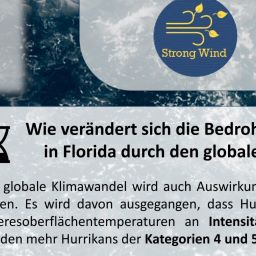 Strong Wind
Wie verändert sich die Bedroh
in Florida durch den globale
globale Klimawandel wird auch Auswirkun
en. Es wird davon ausgegangen, dass Hu
eresoberflächentemperaturen an Intensitä
den mehr Hurrikans der Kategorien 4 und 5